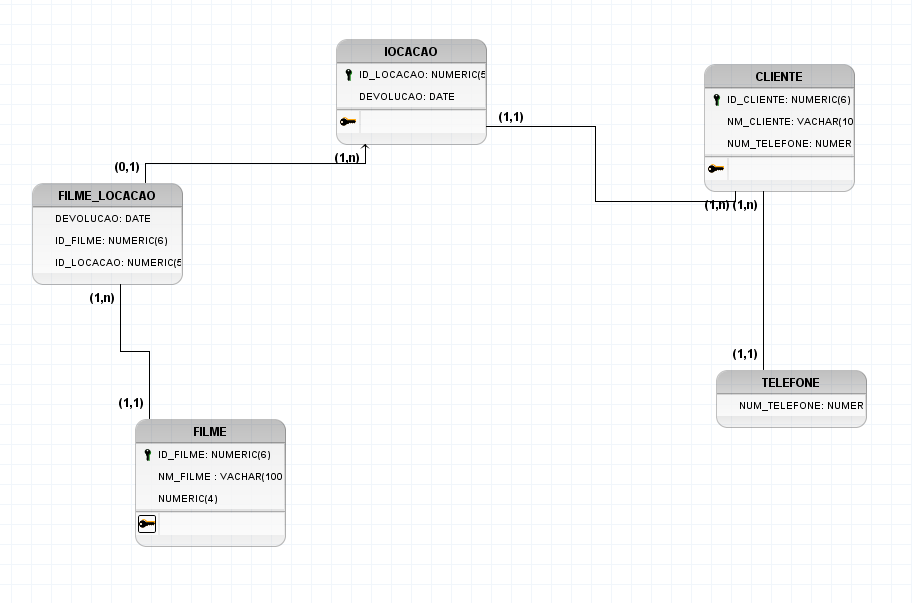 lOCACAO
ID_LOCACAO: NUMERIC(5
DEVOLUCAO: DATE
(1,1)
(1,n)
CLIENTE
ID_CLIENTE: NUMERIC(6)
NM_CLIENTE: VACHAR(10
NUM_TELEFONE: NUMER
(1,n) (1,n)
(0,1)
FILME_LOCACAO
DEVOLUCAO: DATE
ID_FILME: NUMERIC(6)
ID_LOCACAO: NUMERIC(5
(1,n)
(1,1)
TELEFONE
NUM_TELEFONE: NUMER
(1,1)
FILME
ID_FILME: NUMERIC(6)
NM_FILME : VACHAR(100
NUMERIC(4)